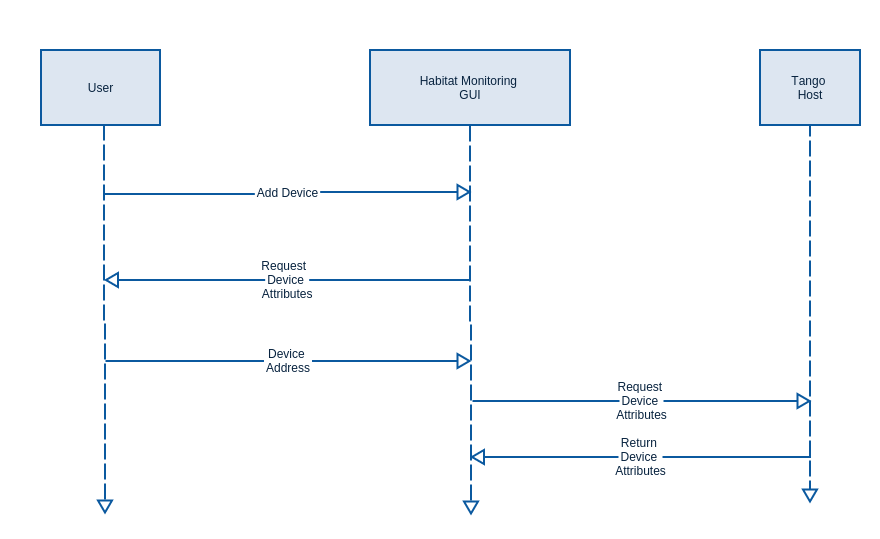 User
Habitat Monitoring
GUI
Tango
Host
Add Device
Request
Device
Attributes
Device
Address
Request
Device
Attributes
Return
Device
Attributes